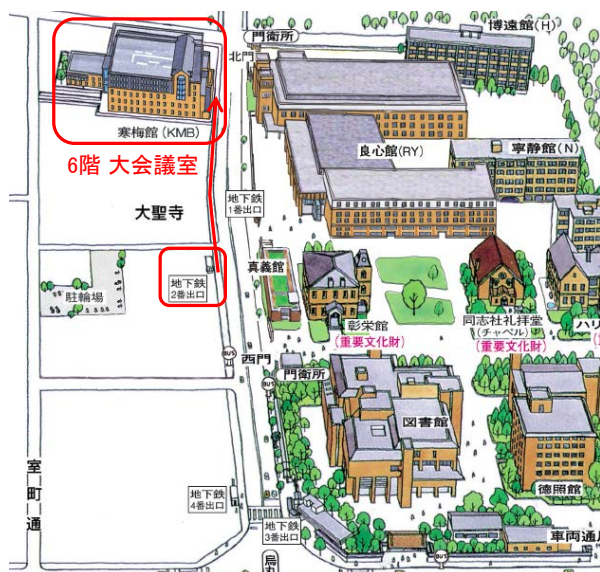 門衛所
博遠館(H)
北門
寒梅館(KMB)
6階 大会議室
良心館(RY)
寧静館(N)
地下鉄
1番出口
大聖寺
地下鉄
2番出口
真義館
駐輪場
彰栄館
(重要文化財)
同志社礼拝堂
(チャペル)
(重要文化財)
ハリ
BUS
西門
BUS
門衛所
図書館
室町通
地下鉄
4番出口
徳照館
地下鉄
3番出口
BUS
車両通
烏丸